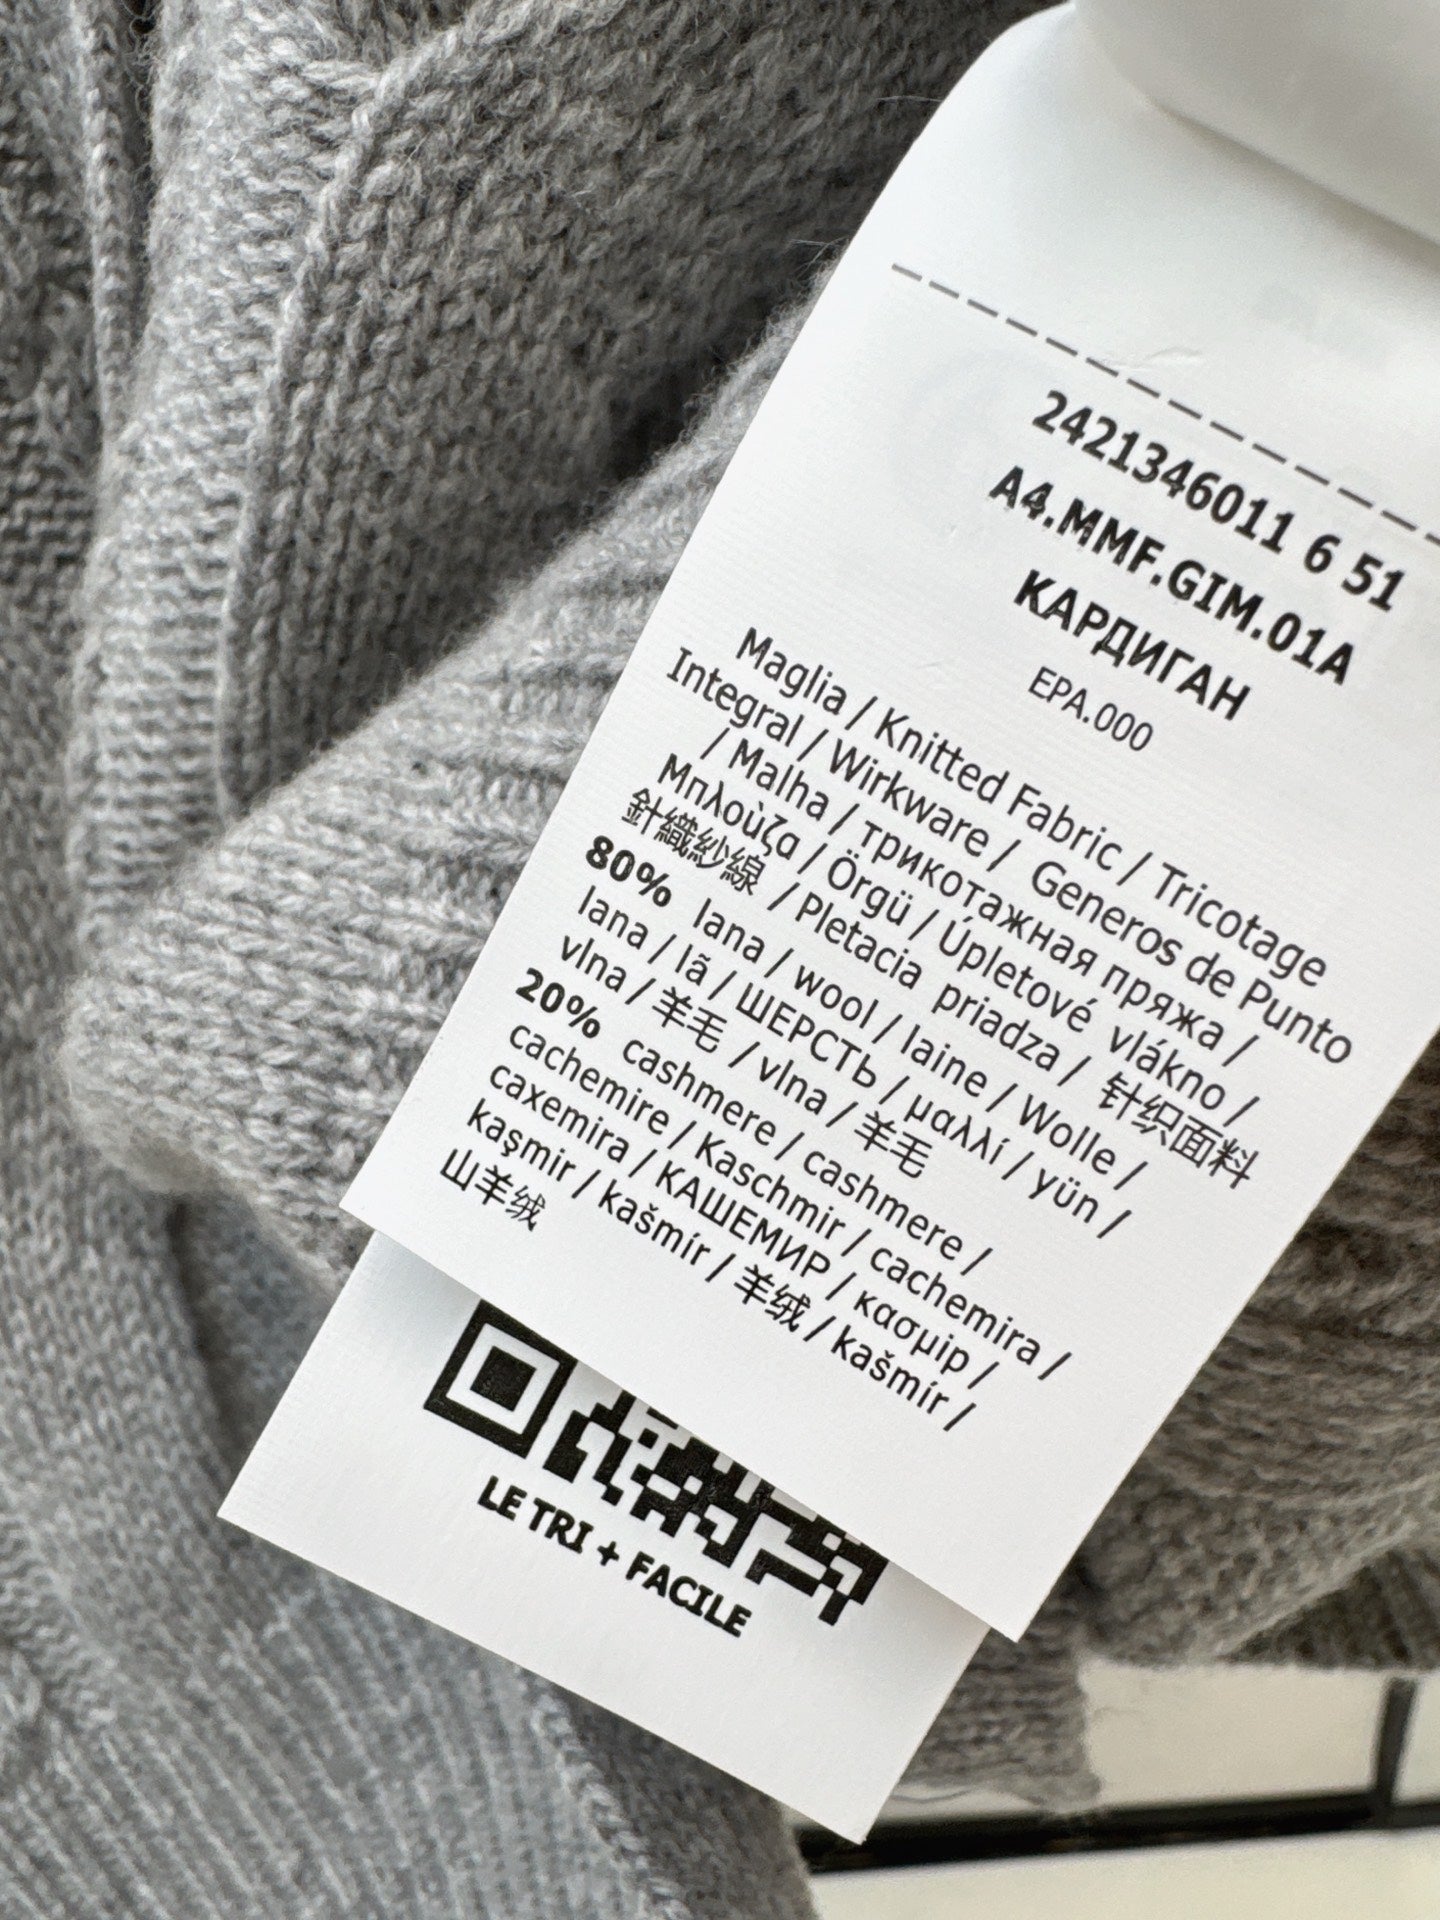 2421346011 6 51
A4.MMF.GIM.01A
КАРДИГАН
EPA.000
Maglia / Knitted Fabric / Tricotage
Integral / Wirkware / Generos de Punto
/ Malha / трикотажная пряжа /
Μπλούζα / Örgü / Úpletové vlákno /
針織紗線 / Pletacia priadza / 针织面料
80% lana / wool / laine / Wolle /
lana / lã / ШЕРСТЬ / μαλλί / yün /
vlna / 羊毛 / vlna / 羊毛
20% cashmere / cashmere /
cachemire / Kaschmir / cachemira /
caxemira / КАШЕМИР / κασμιρ /
kaşmir / kašmír / 羊绒 / kašmír /
山羊绒
LE TRI + FACILE